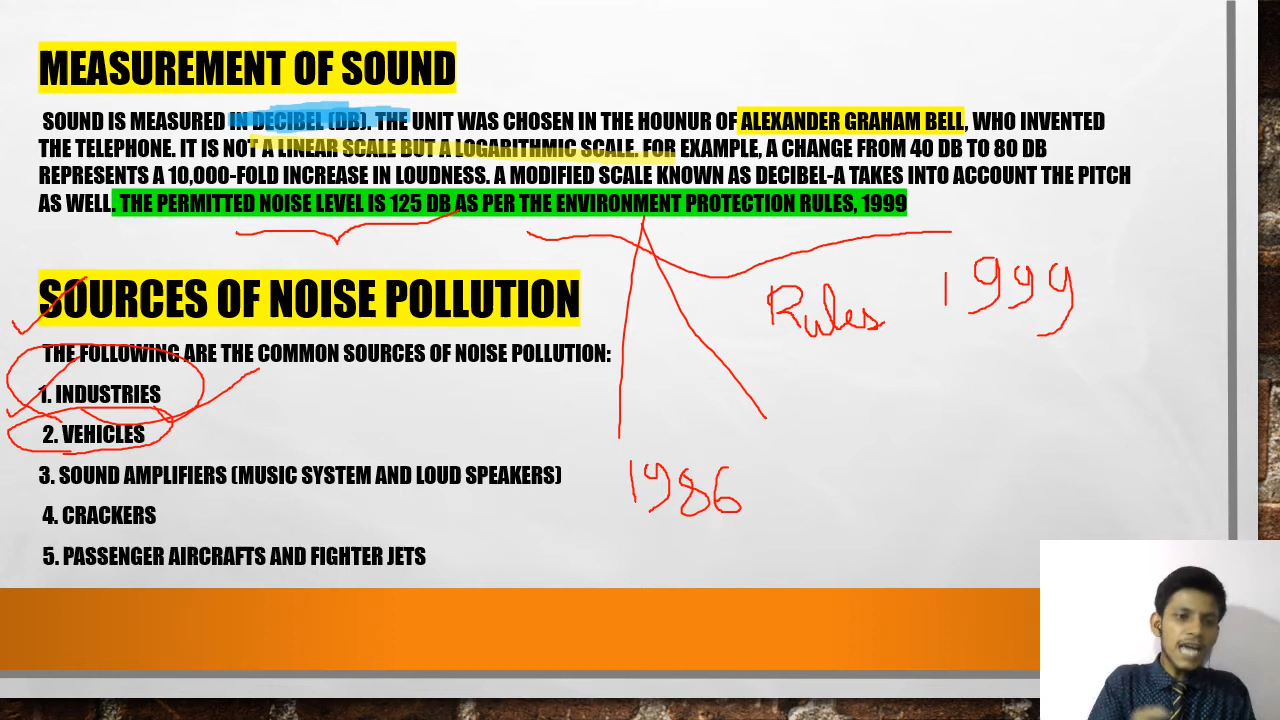 MEASUREMENT OF SOUND
SOUND IS MEASURED IN DECIBEL (DB). THE UNIT WAS CHOSEN IN THE HOUNUR OF ALEXANDER GRAHAM BELL, WHO INVENTED
THE TELEPHONE. IT IS NOT A LINEAR SCALE BUT A LOGARITHMIC SCALE. FOR EXAMPLE, A CHANGE FROM 40 DB TO 80 DB
REPRESENTS A 10,000-FOLD INCREASE IN LOUDNESS. A MODIFIED SCALE KNOWN AS DECIBEL-A TAKES INTO ACCOUNT THE PITCH
AS WELL. THE PERMITTED NOISE LEVEL IS 125 DB AS PER THE ENVIRONMENT PROTECTION RULES, 1999
Rules 1999
SOURCES OF NOISE POLLUTION
THE FOLLOWING ARE THE COMMON SOURCES OF NOISE POLLUTION:
1. INDUSTRIES
2. VEHICLES
3. SOUND AMPLIFIERS (MUSIC SYSTEM AND LOUD SPEAKERS)
1986
4. CRACKERS
5. PASSENGER AIRCRAFTS AND FIGHTER JETS